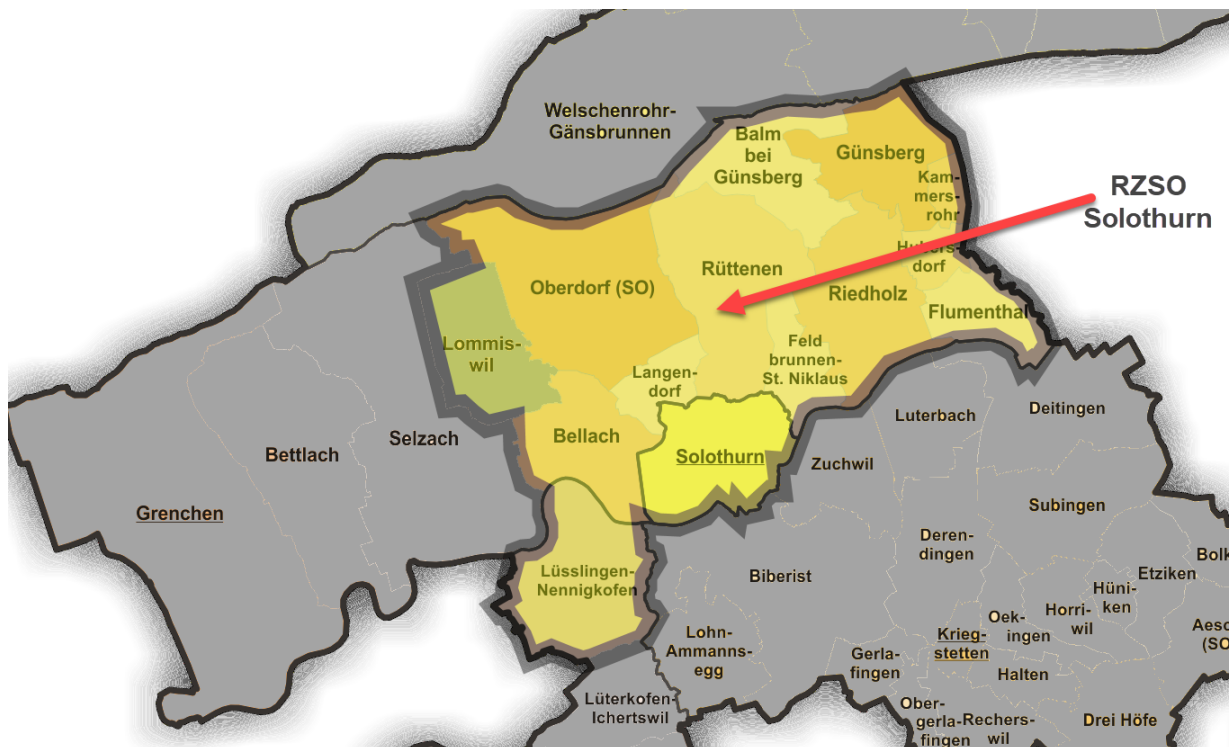 Welschenrohr-
Gänsbrunnen
Balm
bei
Günsberg
Günsberg
Kam-
mers-
rohr
RZSO
Solothurn
Hubers-
dorf
Rüttenen
Oberdorf (SO)
Riedholz
Flumenthal
Lommis-
wil
Feld
brunnen-
St. Niklaus
Langen-
dorf
Bellach
Solothurn
Selzach
Bettlach
Grenchen
Luterbach
Deitingen
Zuchwil
Subingen
Deren-
dingen
Biberist
Lüsslingen-
Nennigkofen
Etziken
Hüni-
ken
Horri-
wil
Oek-
ingen
Krieg-
stetten
Halten
Lohn-
Ammanns-
egg
Gerla-
fingen
Lüterkofen-
Ichertswil
Ober-
gerla-
fingen
Rechers-
wil
Drei Höfe
(SO